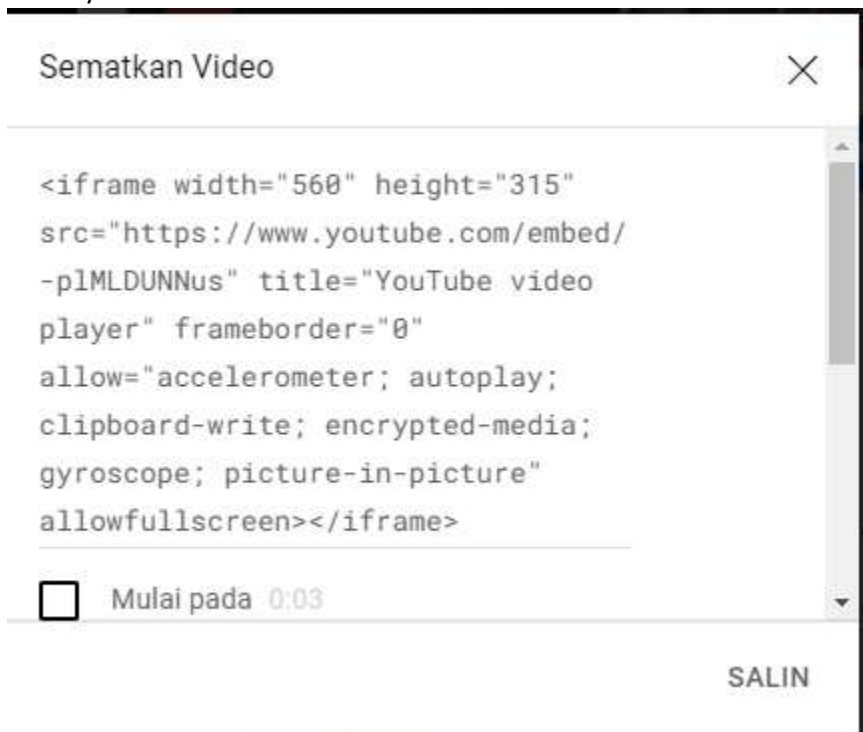 Sematkan Video
<iframe width="560" height="315"
src="https://www.youtube.com/embed/
-plMLDUNNus" title="YouTube video
player" frameborder="0"
allow="accelerometer; autoplay;
clipboard-write; encrypted-media;
gyroscope; picture-in-picture"
allowfullscreen></iframe>
Mulai pada 0:03
SALIN